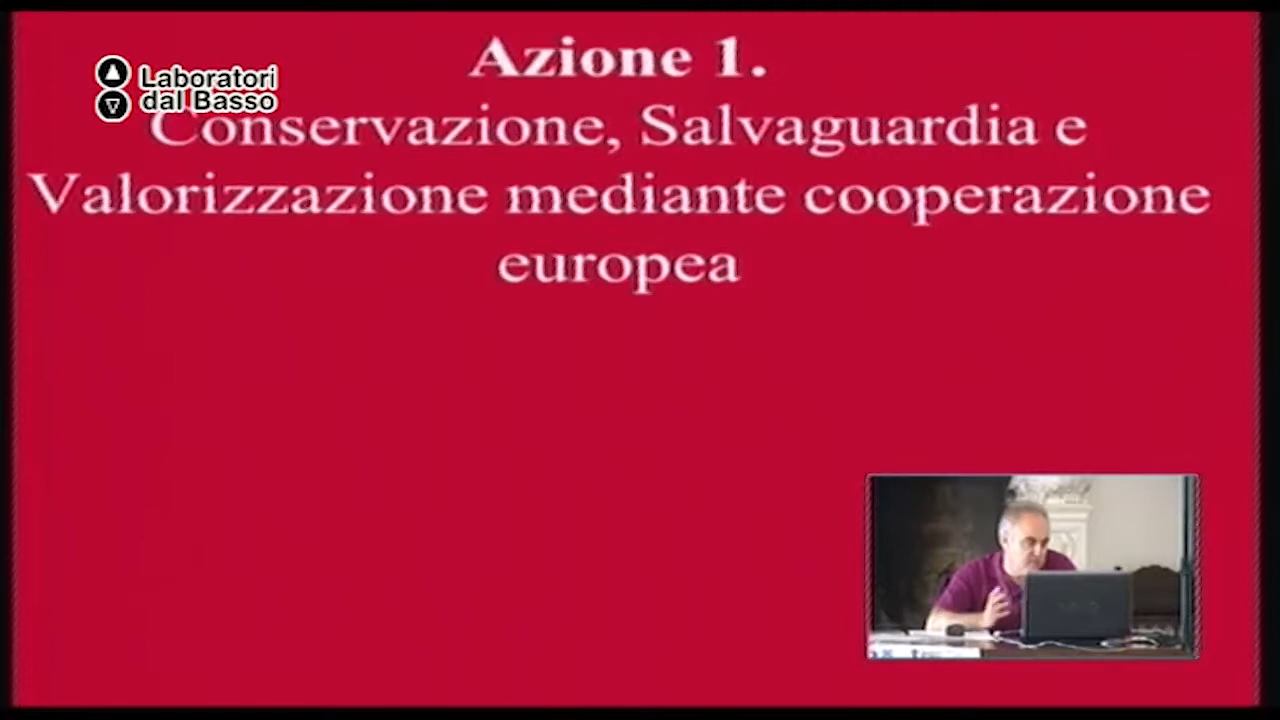 Azione 1.
Laboratori
dal Basso
Conservazione, Salvaguardia e
Valorizzazione mediante cooperazione
europea